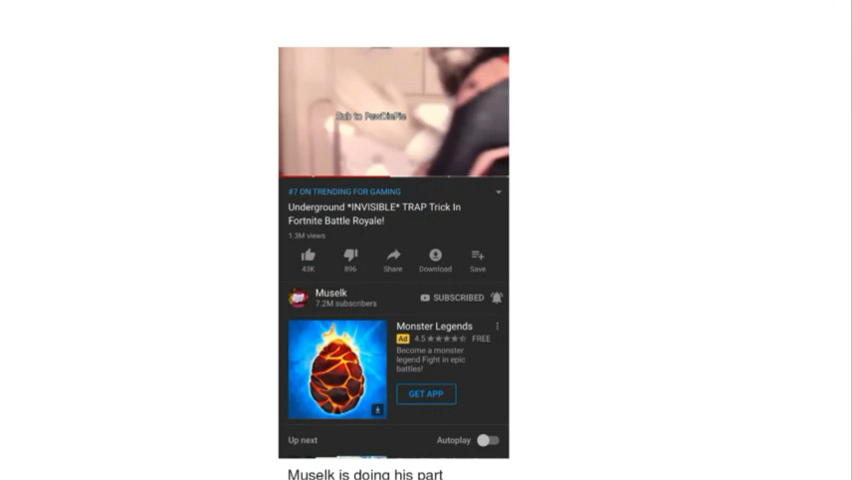 Sub to PewDiePie
#7 ON TRENDING FOR GAMING
Underground *INVISIBLE* TRAP Trick In
Fortnite Battle Royale!
1.3M views
43K 896 Share Download Save
Muselk
7.2M subscribers
SUBSCRIBED
Monster Legends
Ad 4.5 FREE
Become a monster
legend Fight in epic
battles!
GET APP
Up next Autoplay
Muselk is doing his part